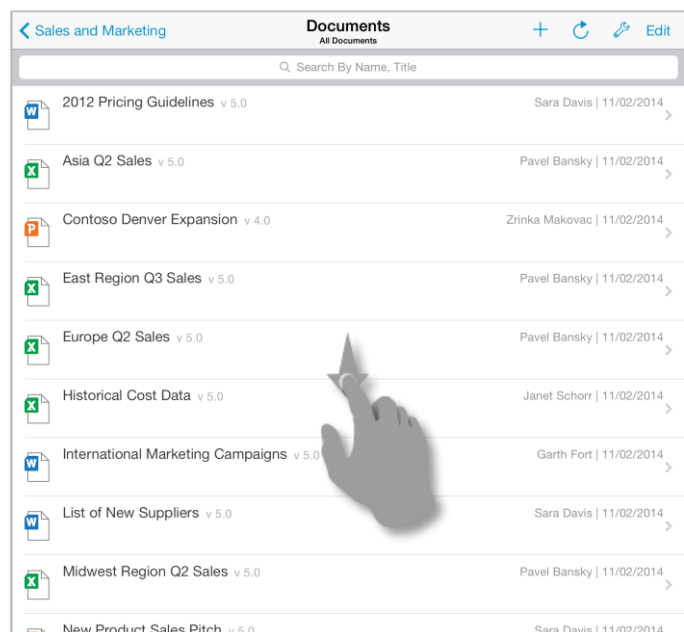 Sales and Marketing Documents Edit
All Documents
Search By Name, Title
W 2012 Pricing Guidelines v 5.0 Sara Davis | 11/02/2014
X Asia Q2 Sales v 5.0 Pavel Bansky | 11/02/2014
P Contoso Denver Expansion v 4.0 Zrinka Makovac | 11/02/2014
X East Region Q3 Sales v 5.0 Pavel Bansky | 11/02/2014
X Europe Q2 Sales v 5.0 Pavel Bansky | 11/02/2014
X Historical Cost Data v 5.0 Janet Schorr | 11/02/2014
W International Marketing Campaigns v 5.0 Garth Fort | 11/02/2014
W List of New Suppliers v 5.0 Sara Davis | 11/02/2014
X Midwest Region Q2 Sales v 5.0 Pavel Bansky | 11/02/2014
New Product Sales Pitch v 5.0 Sara Davis | 11/02/2014